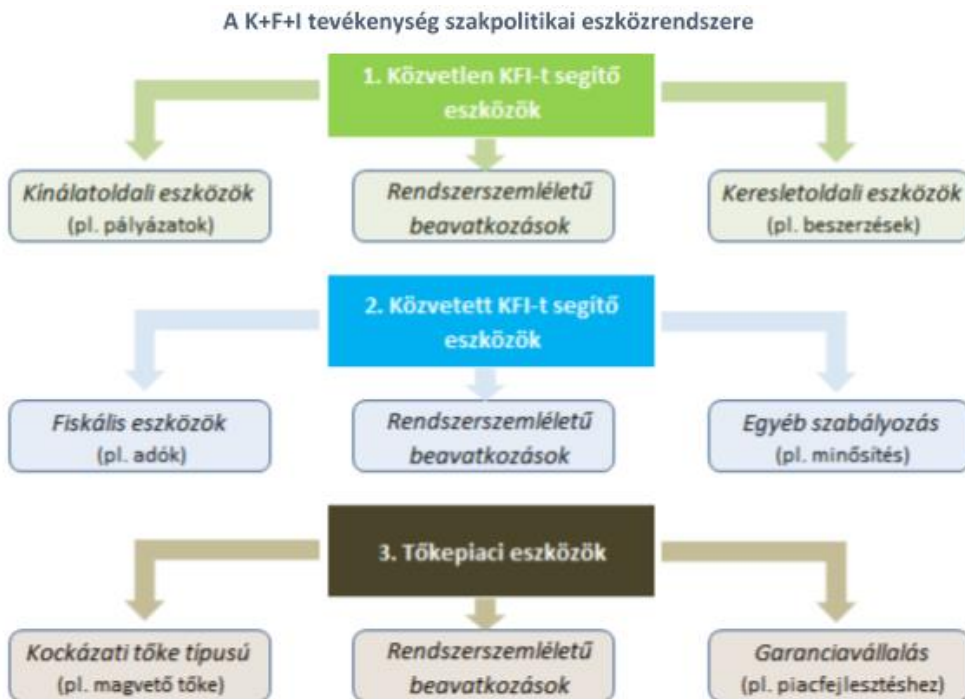 A K+F+I tevékenység szakpolitikai eszközrendszere
1. Közvetlen KFI-t segítő
eszközök
Kínálatoldali eszközök
(pl. pályázatok)
Rendszerszemléletű
beavatkozások
Keresletoldali eszközök
(pl. beszerzések)
2. Közvetett KFI-t segítő
eszközök
Fiskális eszközök
(pl. adók)
Rendszerszemléletű
beavatkozások
Egyéb szabályozás
(pl. minősítés)
3. Tőkepiaci eszközök
Kockázati tőke típusú
(pl. magvető tőke)
Rendszerszemléletű
beavatkozások
Garanciavállalás
(pl. piacfejlesztéshez)